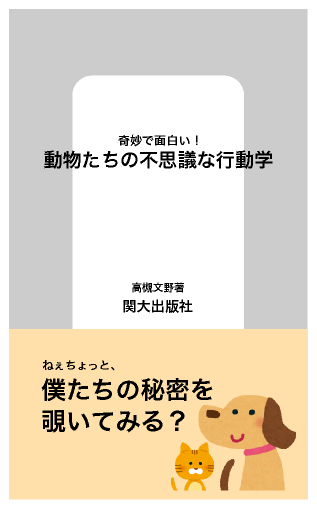 奇妙で面白い！
動物たちの不思議な行動学
高槻文野著
関大出版社
ねぇちょっと、
僕たちの秘密を
覗いてみる？